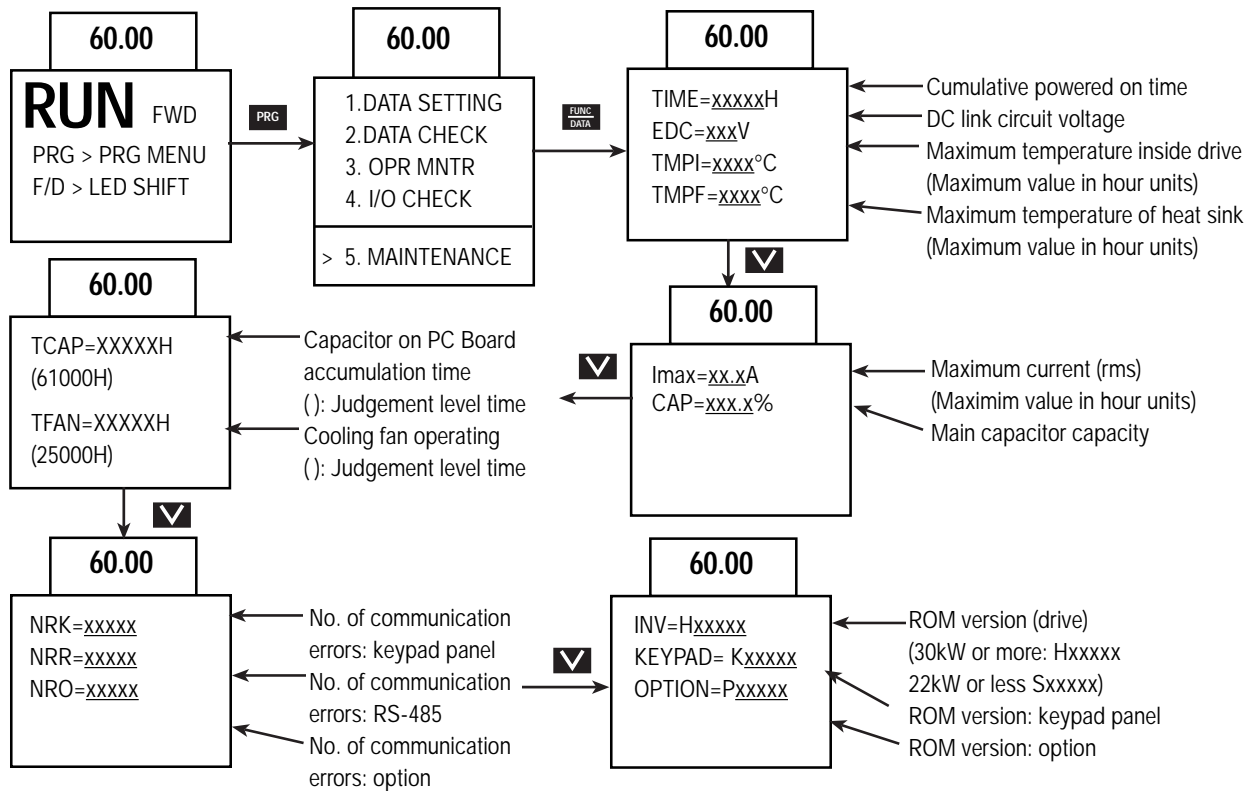 60.00
RUN FWD
PRG > PRG MENU
F/D > LED SHIFT
PRG
60.00
1.DATA SETTING
2.DATA CHECK
3. OPR MNTR
4. I/O CHECK
> 5. MAINTENANCE
FUNC
DATA
60.00
TIME=xxxxxH
EDC=xxxV
TMPI=xxxx°C
TMPF=xxxx°C
Cumulative powered on time
DC link circuit voltage
Maximum temperature inside drive
(Maximum value in hour units)
Maximum temperature of heat sink
(Maximum value in hour units)
60.00
Imax=xx.xA
CAP=xxx.x%
Maximum current (rms)
(Maximim value in hour units)
Main capacitor capacity
60.00
TCAP=XXXXXH
(61000H)
TFAN=XXXXXH
(25000H)
Capacitor on PC Board
accumulation time
( ): Judgement level time
Cooling fan operating
( ): Judgement level time
60.00
NRK=xxxxx
NRR=xxxxx
NRO=xxxxx
No. of communication
errors: keypad panel
No. of communication
errors: RS-485
No. of communication
errors: option
60.00
INV=Hxxxxx
KEYPAD= Kxxxxx
OPTION=Pxxxxx
ROM version (drive)
(30kW or more: Hxxxxx
22kW or less Sxxxxx)
ROM version: keypad panel
ROM version: option